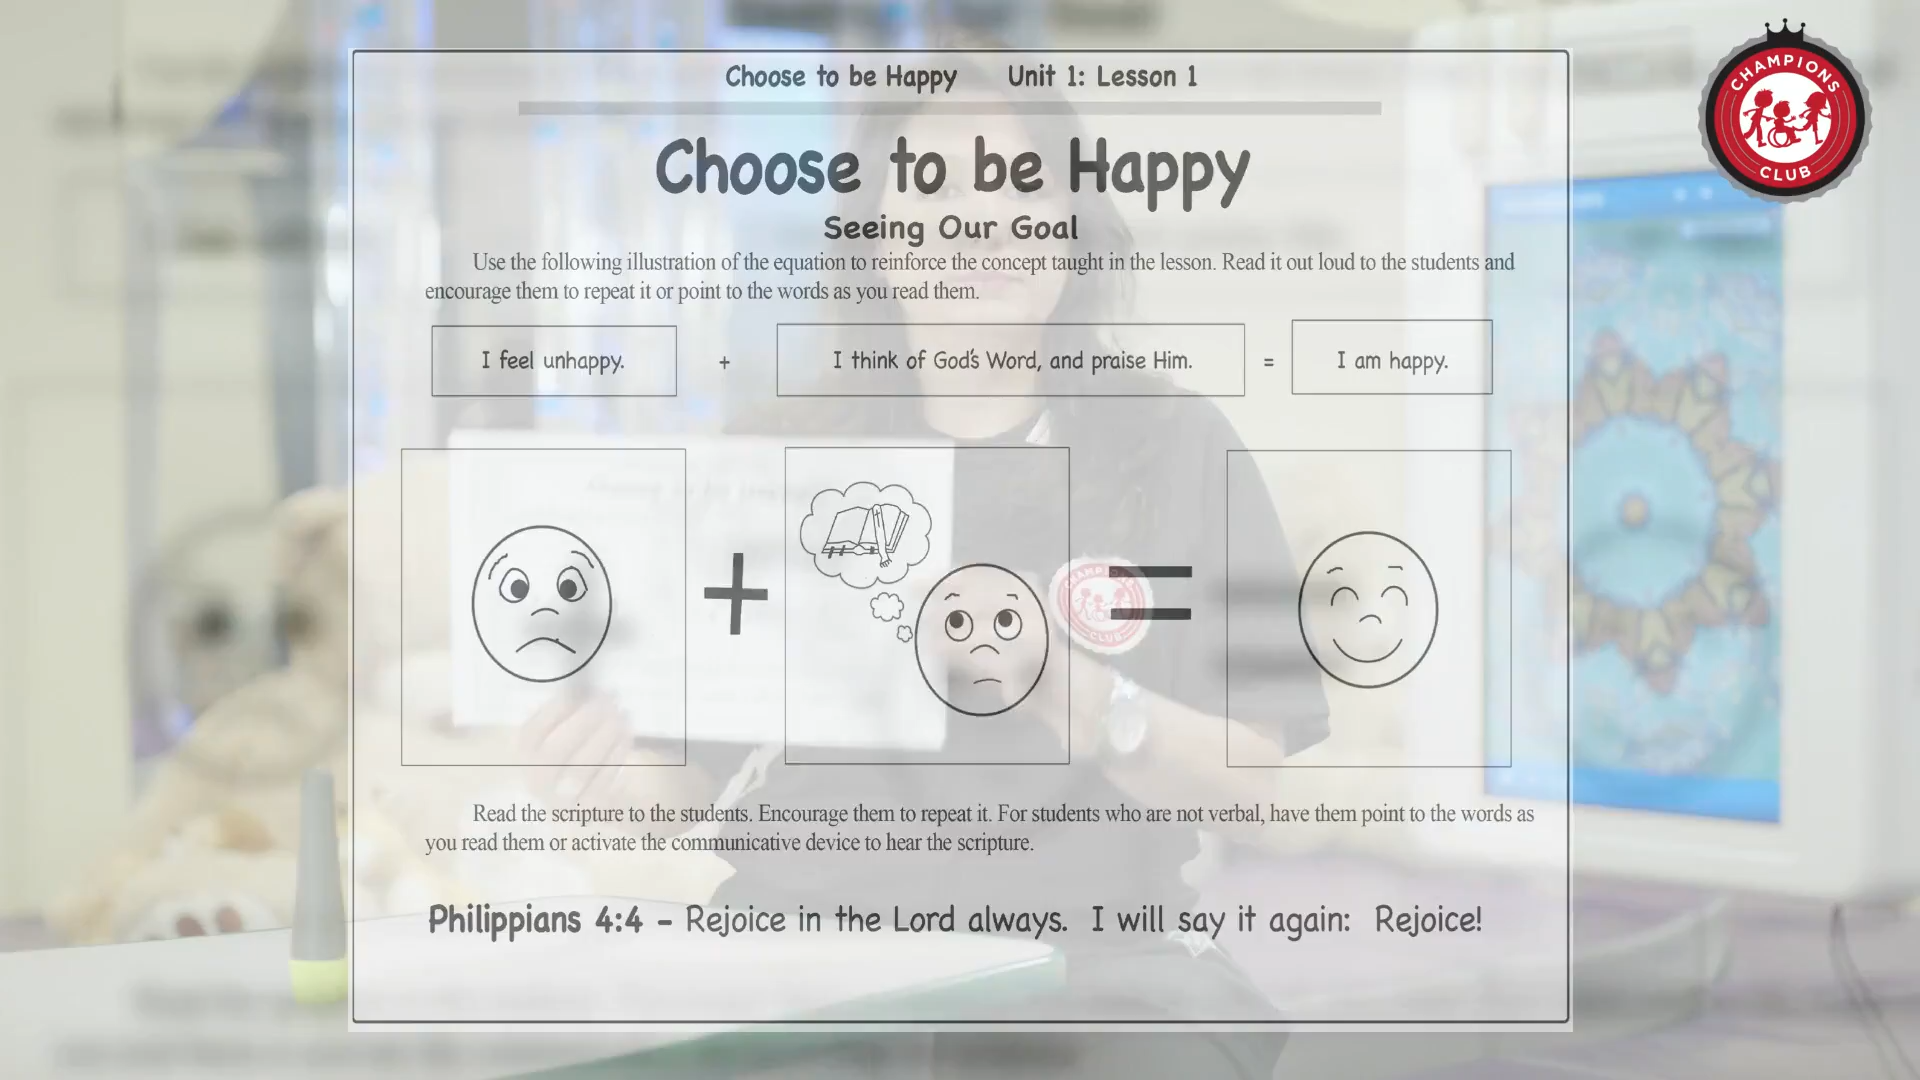 Choose to be Happy Unit 1: Lesson 1
CHAMPIONS
CLUB
Choose to be Happy
Seeing Our Goal
Use the following illustration of the equation to reinforce the concept taught in the lesson. Read it out loud to the students and
encourage them to repeat it or point to the words as you read them.
I feel unhappy. + I think of God's Word, and praise Him. = I am happy.
+ =
CHAMPIONS
CLUB
Read the scripture to the students. Encourage them to repeat it. For students who are not verbal, have them point to the words as
you read them or activate the communicative device to hear the scripture.
Philippians 4:4 – Rejoice in the Lord always. I will say it again: Rejoice!